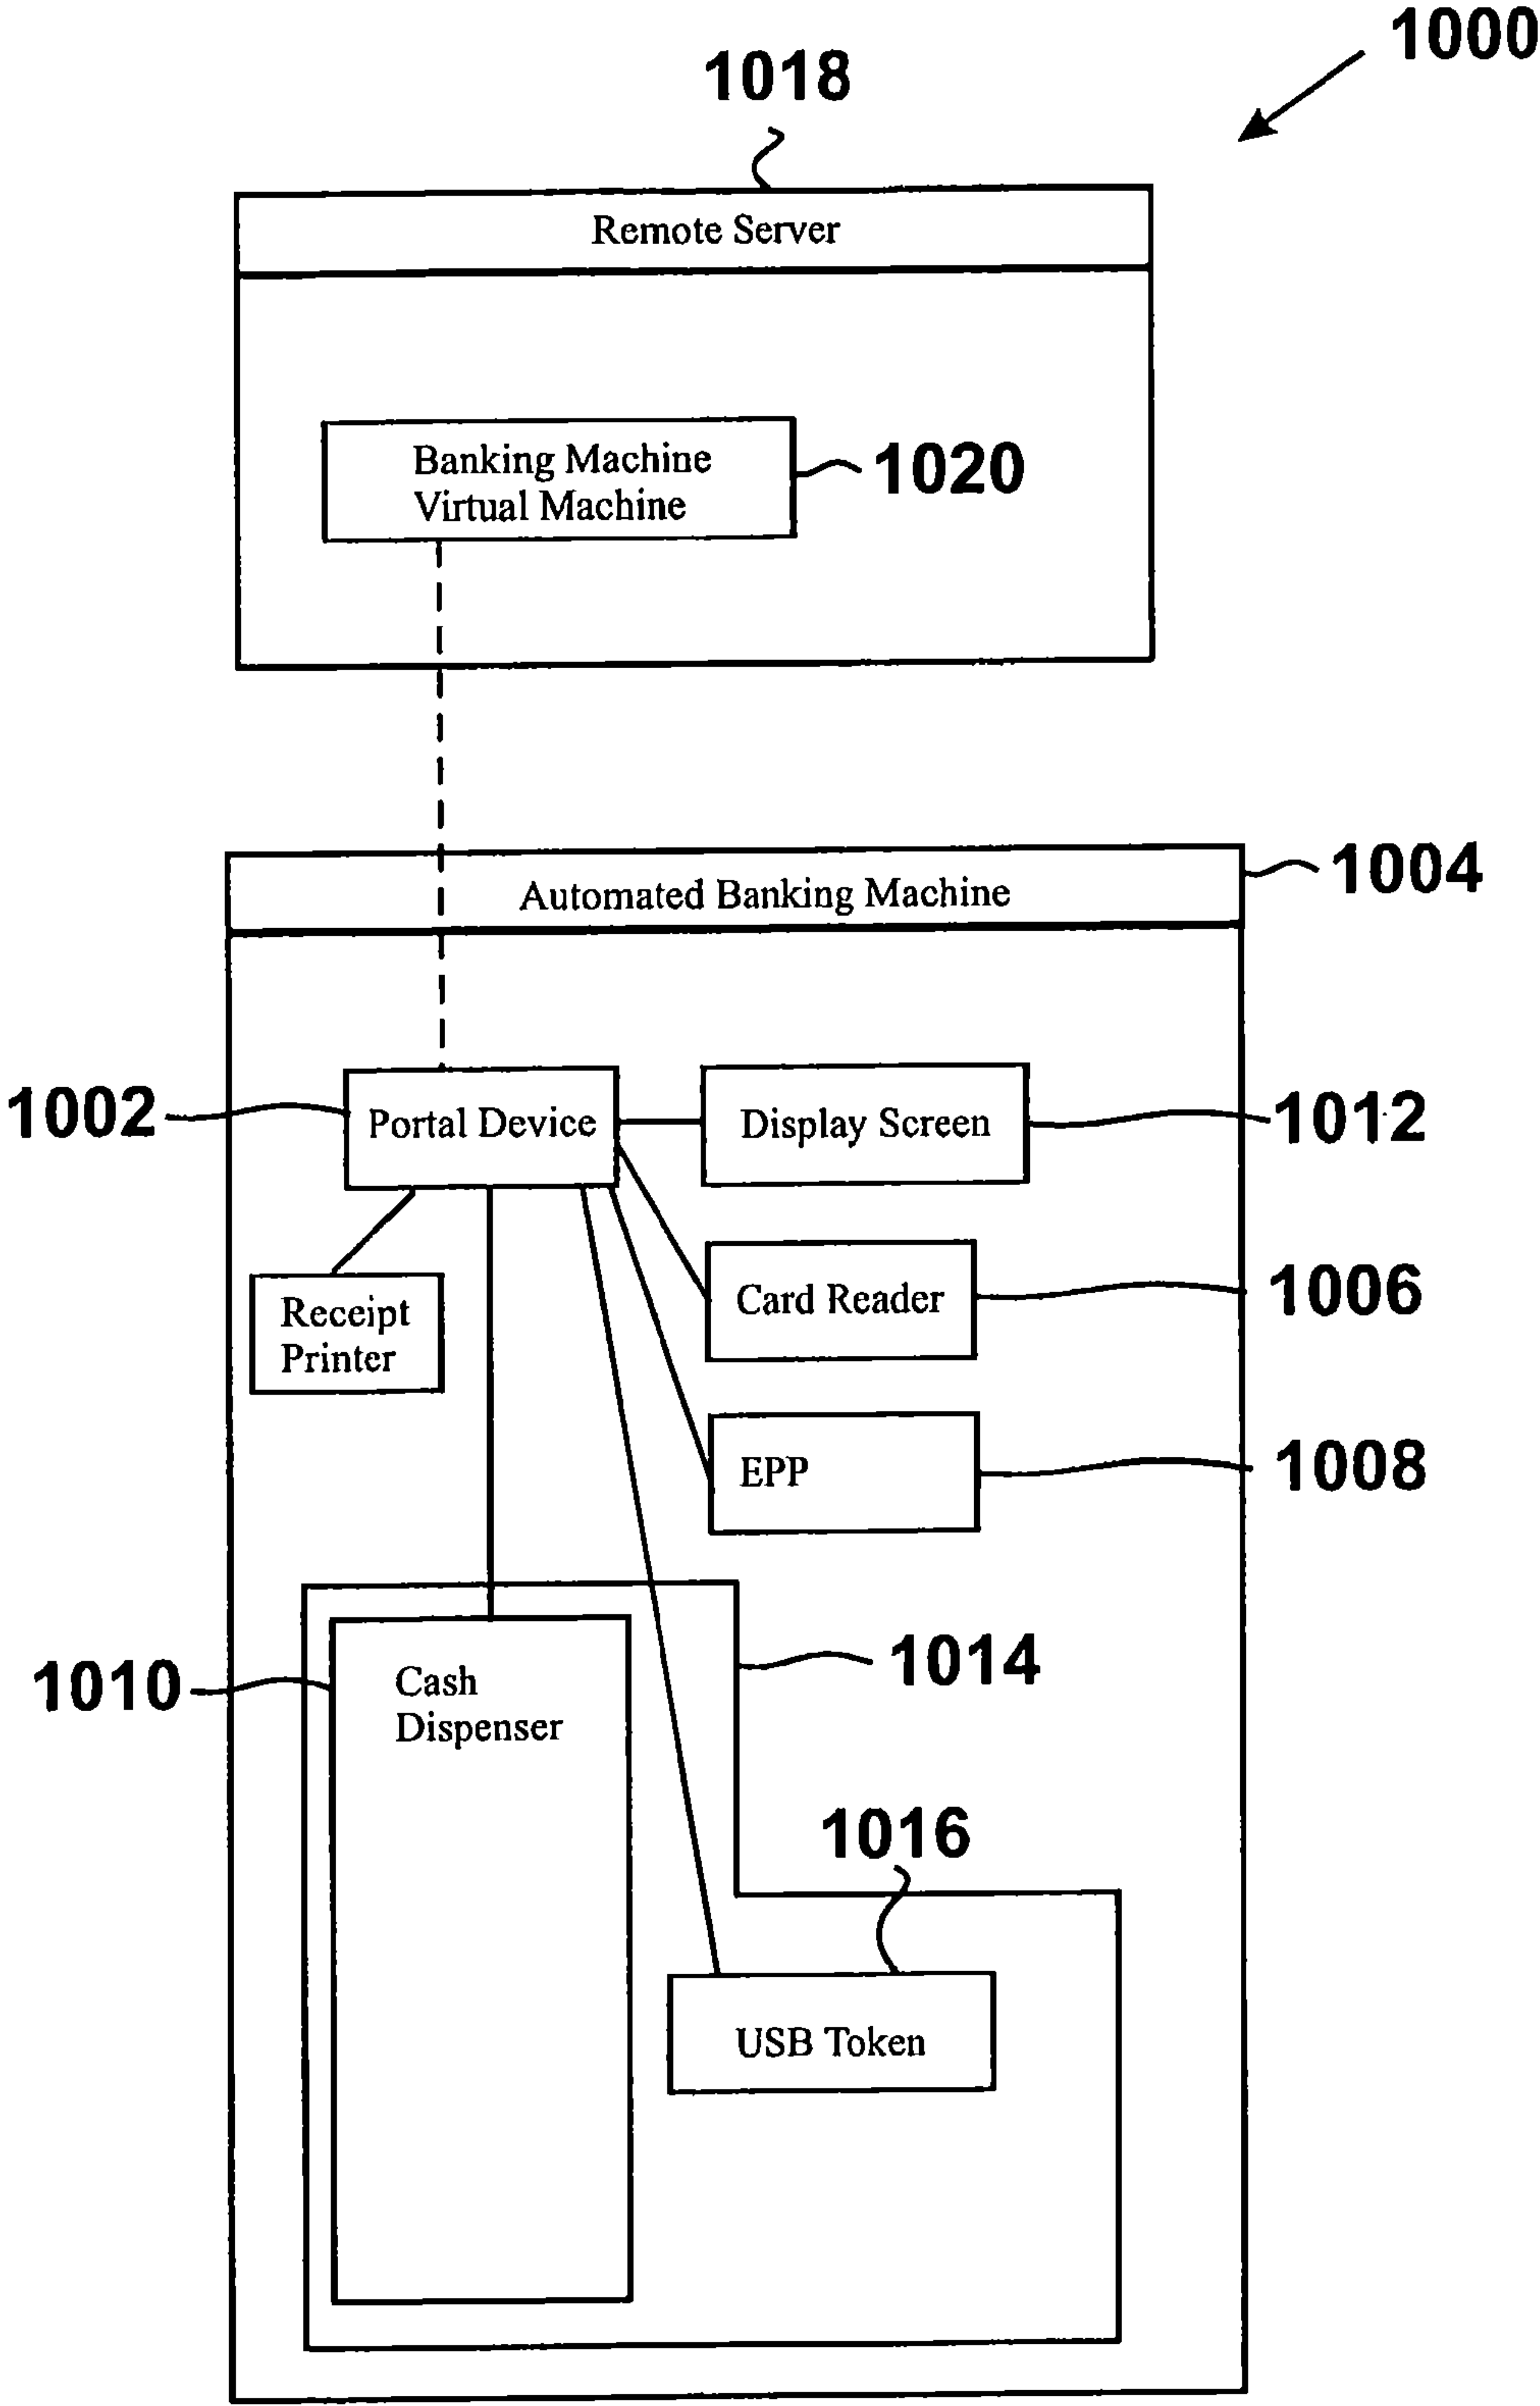 1000
1018
Remote Server
Banking Machine
Virtual Machine
1020
1004
Automated Banking Machine
1002
Portal Device
Display Screen
1012
Card Reader
1006
Receipt
Printer
EPP
1008
1014
1010
Cash
Dispenser
1016
USB Token